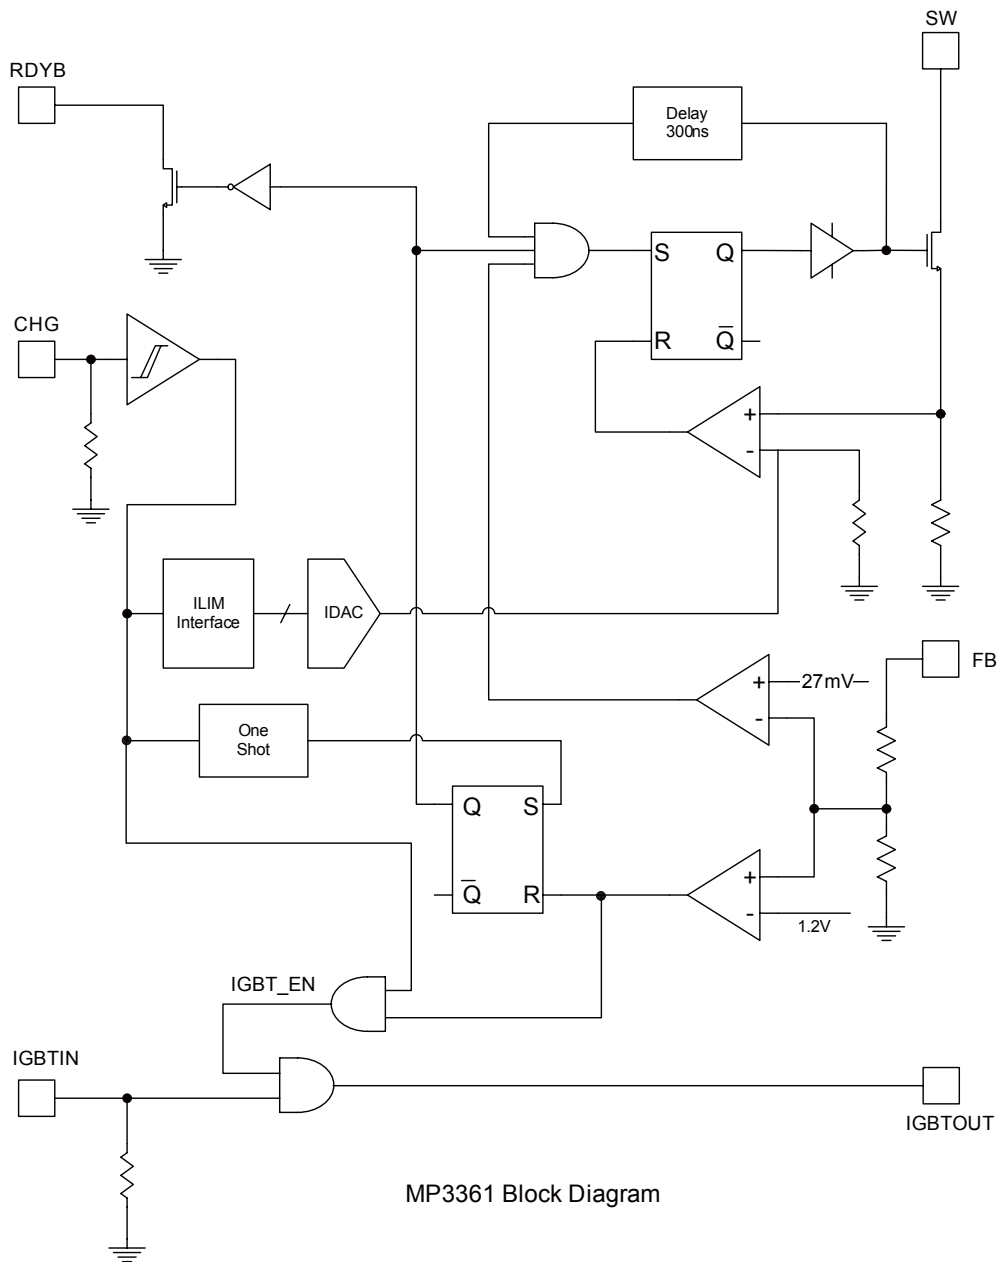 SW
RDYB
Delay
300ns
S
Q
R
Q̅
CHG
+
-
ILIM
Interface
IDAC
FB
+
27mV
-
One
Shot
Q
S
Q̅
R
+
-
1.2V
IGBT_EN
IGBTIN
IGBTOUT
MP3361 Block Diagram